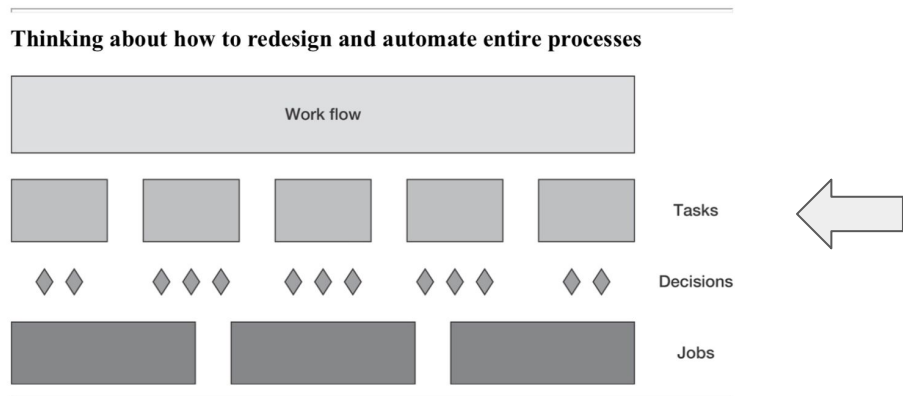 Thinking about how to redesign and automate entire processes
Work flow
Tasks
Decisions
Jobs